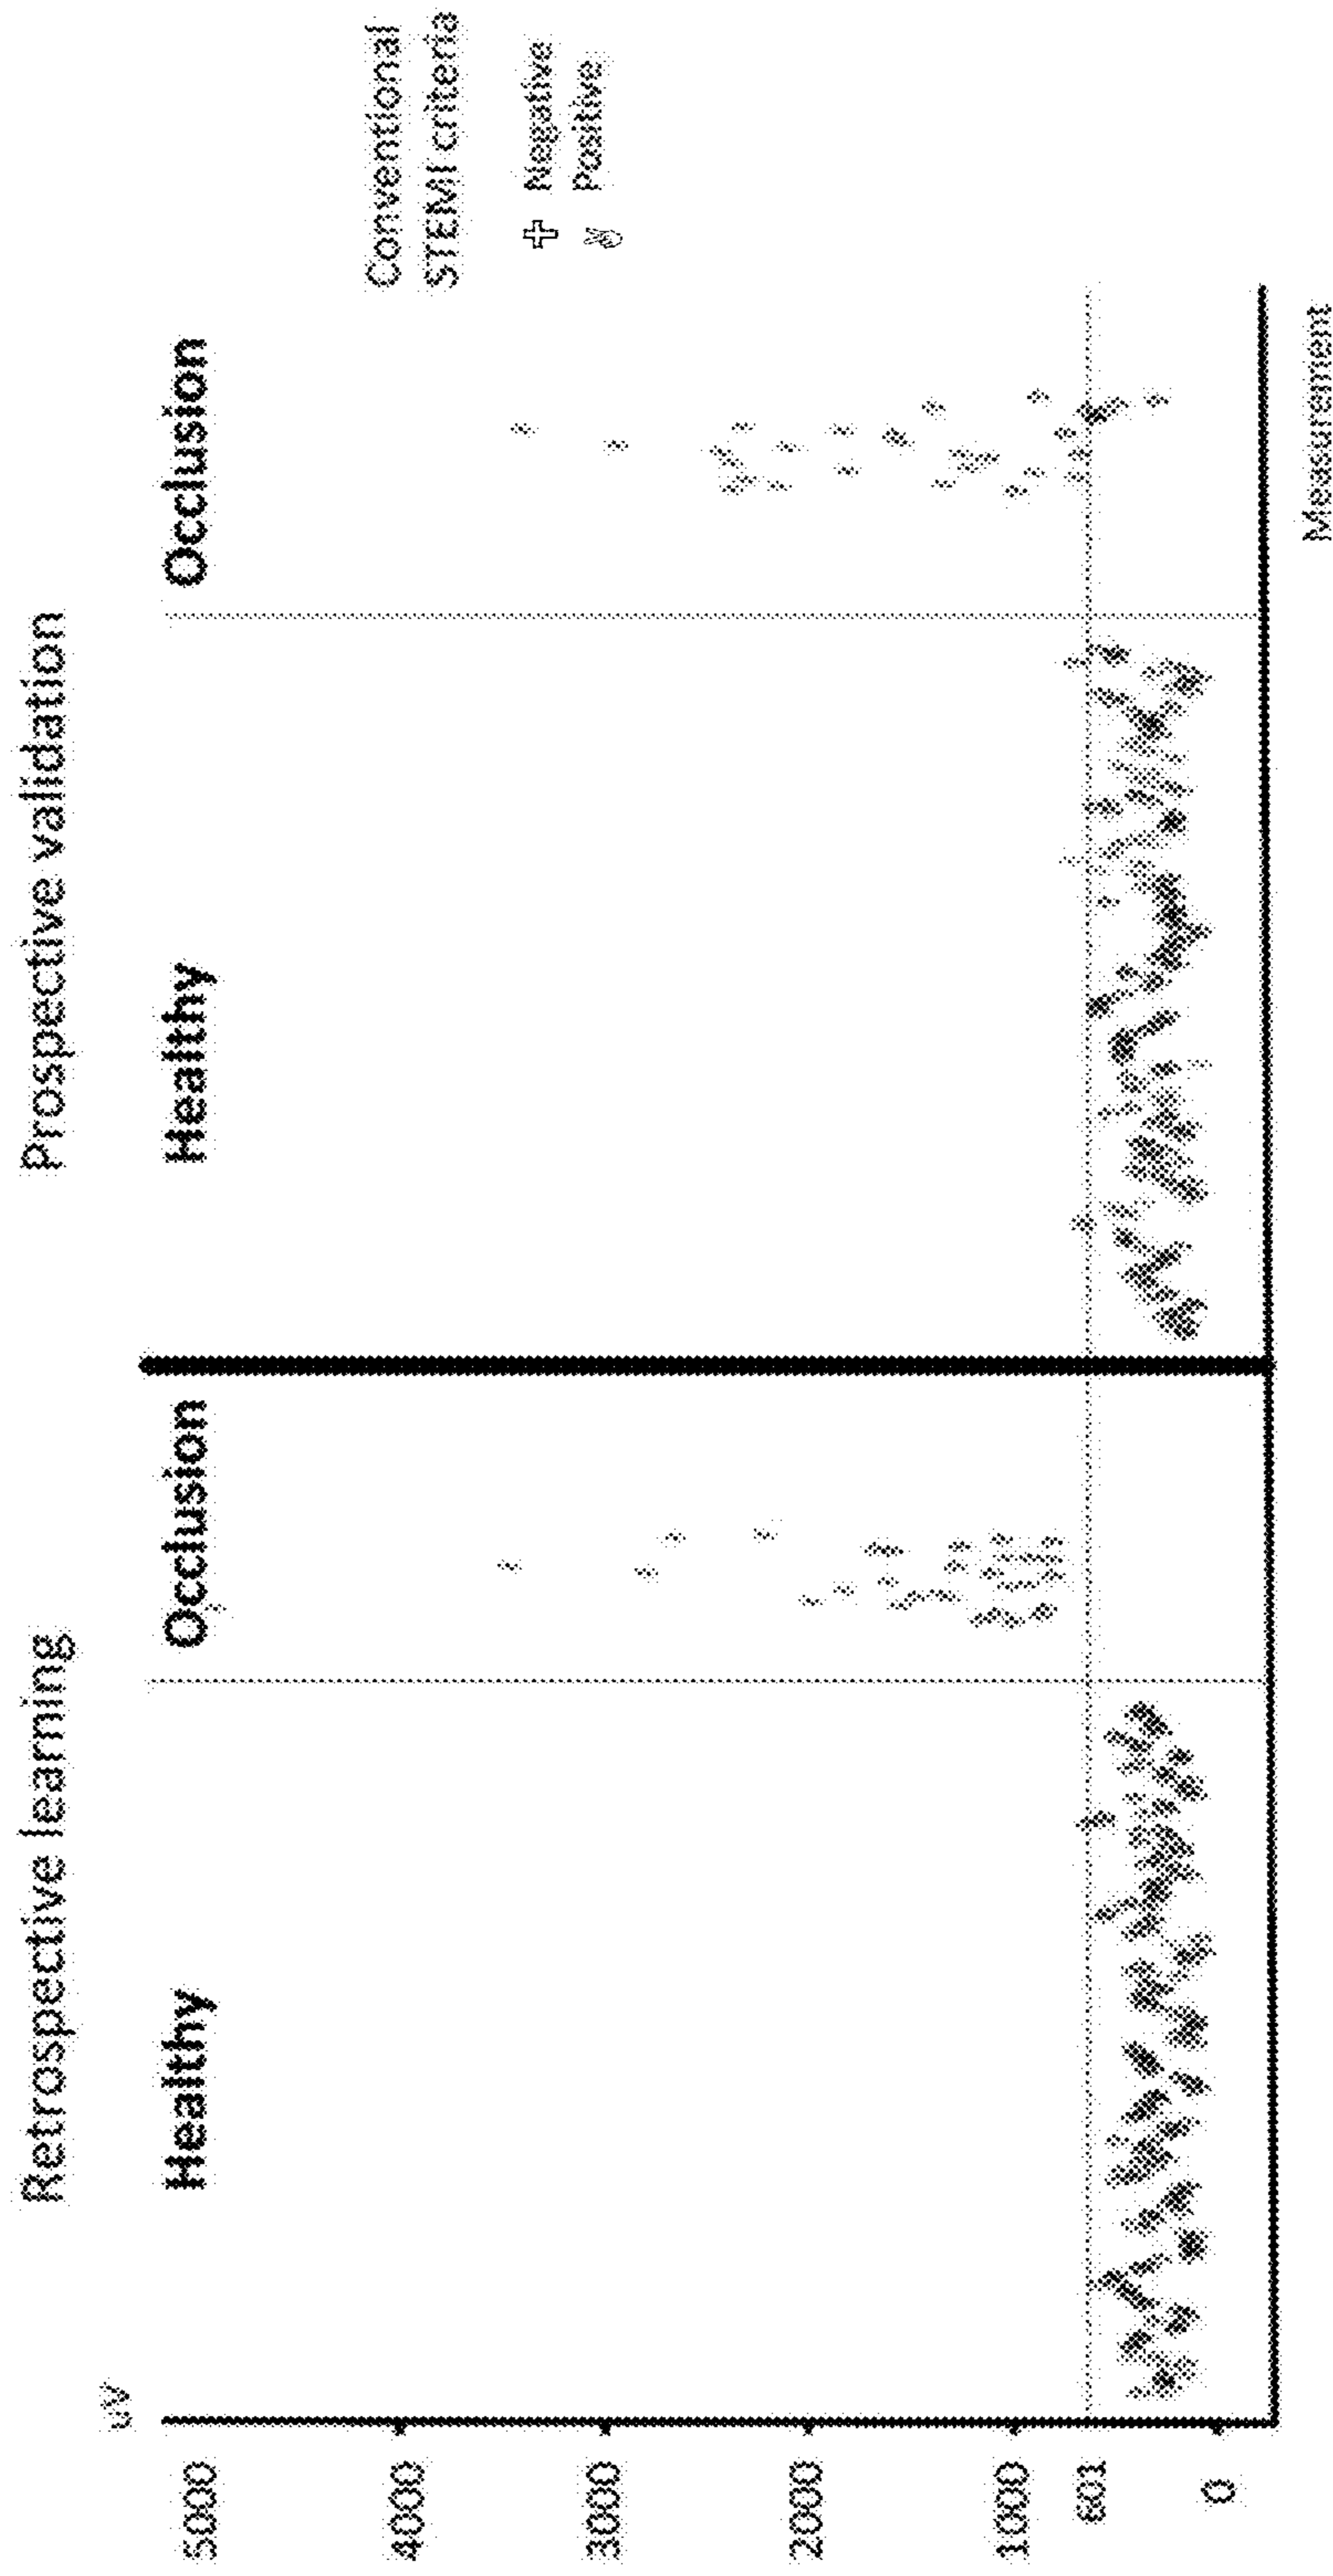 Retrospective learning
Prospective validation
uV
Healthy
Occlusion
Healthy
Occlusion
Conventional
STEMI criteria
Negative
Positive
5000
4000
3000
2000
1000
601
0
Measurement